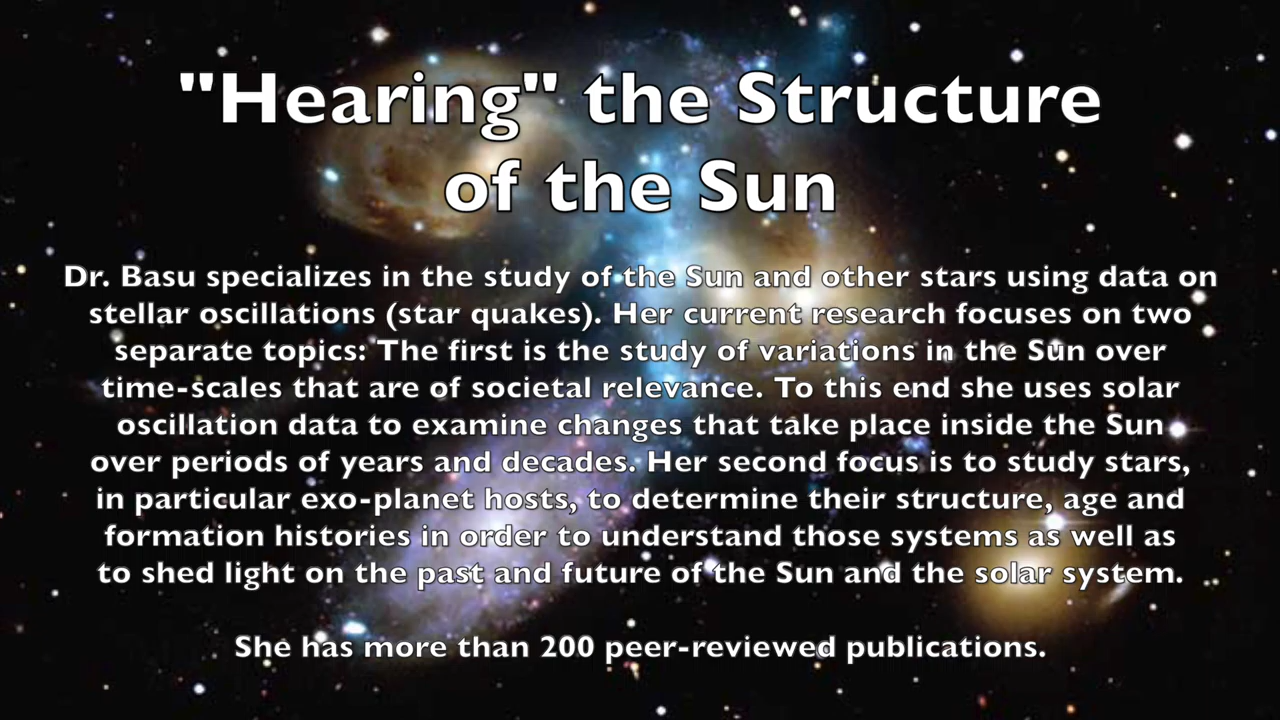 "Hearing" the Structure
of the Sun
Dr. Basu specializes in the study of the Sun and other stars using data on
stellar oscillations (star quakes). Her current research focuses on two
separate topics: The first is the study of variations in the Sun over
time-scales that are of societal relevance. To this end she uses solar
oscillation data to examine changes that take place inside the Sun
over periods of years and decades. Her second focus is to study stars,
in particular exo-planet hosts, to determine their structure, age and
formation histories in order to understand those systems as well as
to shed light on the past and future of the Sun and the solar system.
She has more than 200 peer-reviewed publications.